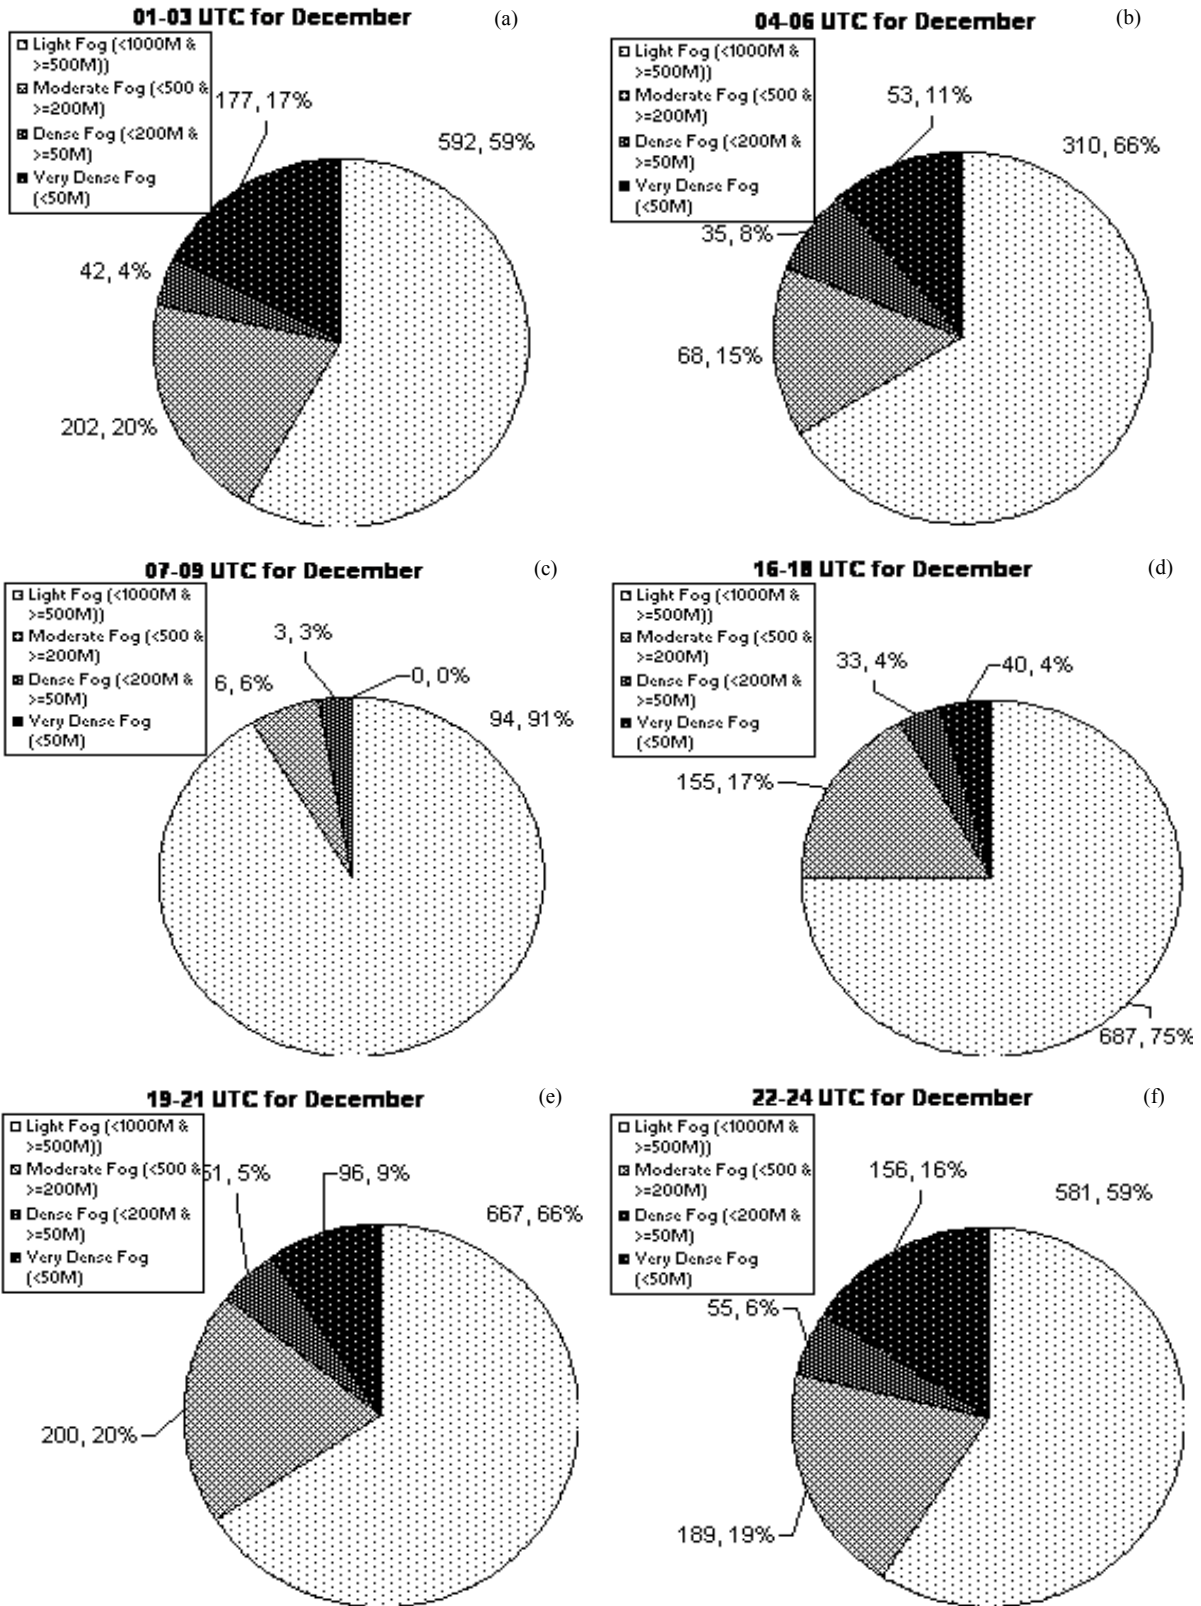 01-03 UTC for December
(a)
Light Fog (<1000M &
>=500M))
Moderate Fog (<500 &
>=200M)
Dense Fog (<200M &
>=50M)
Very Dense Fog
(<50M)
177, 17%
592, 59%
42, 4%
202, 20%
04-06 UTC for December
(b)
Light Fog (<1000M &
>=500M))
Moderate Fog (<500 &
>=200M)
Dense Fog (<200M &
>=50M)
Very Dense Fog
(<50M)
53, 11%
310, 66%
35, 8%
68, 15%
07-09 UTC for December
(c)
Light Fog (<1000M &
>=500M))
Moderate Fog (<500 &
>=200M)
Dense Fog (<200M &
>=50M)
Very Dense Fog
(<50M)
3, 3%
6, 6%
0, 0%
94, 91%
16-18 UTC for December
(d)
Light Fog (<1000M &
>=500M))
Moderate Fog (<500 &
>=200M)
Dense Fog (<200M &
>=50M)
Very Dense Fog
(<50M)
33, 4%
40, 4%
155, 17%
687, 75%
19-21 UTC for December
(e)
Light Fog (<1000M &
>=500M))
Moderate Fog (<500 &
>=200M)
Dense Fog (<200M &
>=50M)
Very Dense Fog
(<50M)
51, 5%
96, 9%
667, 66%
200, 20%
22-24 UTC for December
(f)
Light Fog (<1000M &
>=500M))
Moderate Fog (<500 &
>=200M)
Dense Fog (<200M &
>=50M)
Very Dense Fog
(<50M)
156, 16%
581, 59%
55, 6%
189, 19%